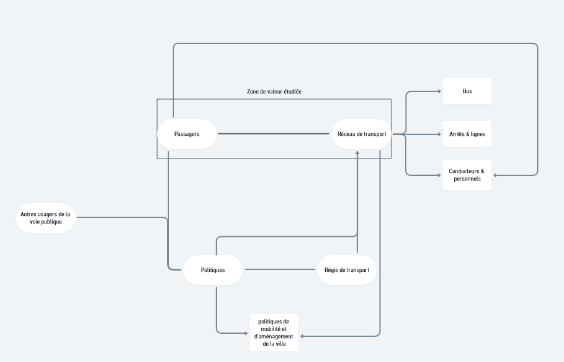 Zone de valeur étudiée
Bus
Passagers
Réseau de transport
Arrêts & lignes
Conducteurs &
personnels
Autres usagers de la
voie publique
Politiques
Régie de transport
politiques de
mobilité et
d'aménagement
de la ville